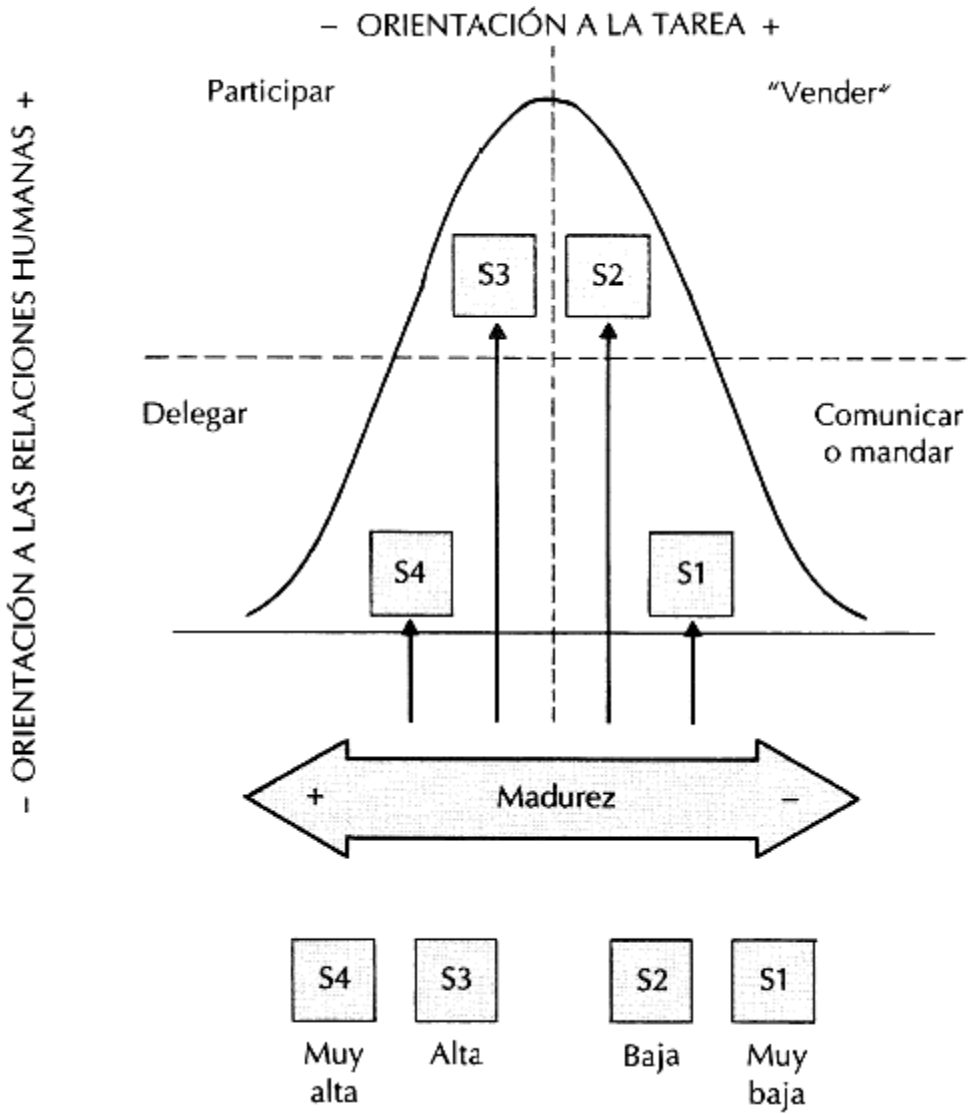 – ORIENTACIÓN A LA TAREA +
– ORIENTACIÓN A LAS RELACIONES HUMANAS +
Participar
"Vender"
S3
S2
Delegar
Comunicar
o mandar
S4
S1
+ Madurez –
S4
S3
S2
S1
Muy
alta
Alta
Baja
Muy
baja